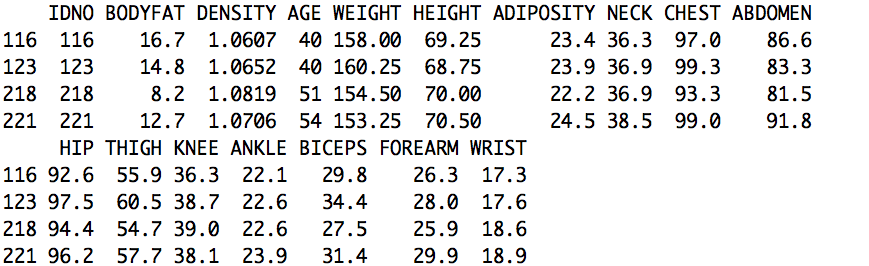 IDNO BODYFAT DENSITY AGE WEIGHT HEIGHT ADIPOSITY NECK CHEST ABDOMEN
116 116 16.7 1.0607 40 158.00 69.25 23.4 36.3 97.0 86.6
123 123 14.8 1.0652 40 160.25 68.75 23.9 36.9 99.3 83.3
218 218 8.2 1.0819 51 154.50 70.00 22.2 36.9 93.3 81.5
221 221 12.7 1.0706 54 153.25 70.50 24.5 38.5 99.0 91.8
HIP THIGH KNEE ANKLE BICEPS FOREARM WRIST
116 92.6 55.9 36.3 22.1 29.8 26.3 17.3
123 97.5 60.5 38.7 22.6 34.4 28.0 17.6
218 94.4 54.7 39.0 22.6 27.5 25.9 18.6
221 96.2 57.7 38.1 23.9 31.4 29.9 18.9